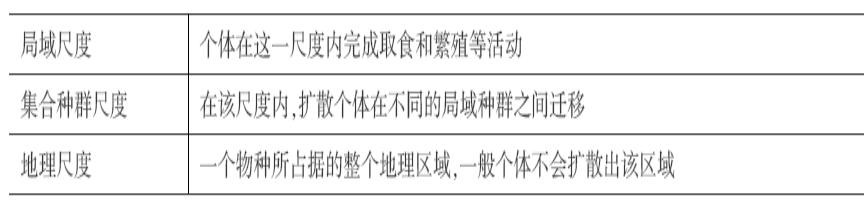 局域尺度 个体在这一尺度内完成取食和繁殖等活动
集合种群尺度 在该尺度内,扩散个体在不同的局域种群之间迁移
地理尺度 一个物种所占据的整个地理区域,一般个体不会扩散出该区域